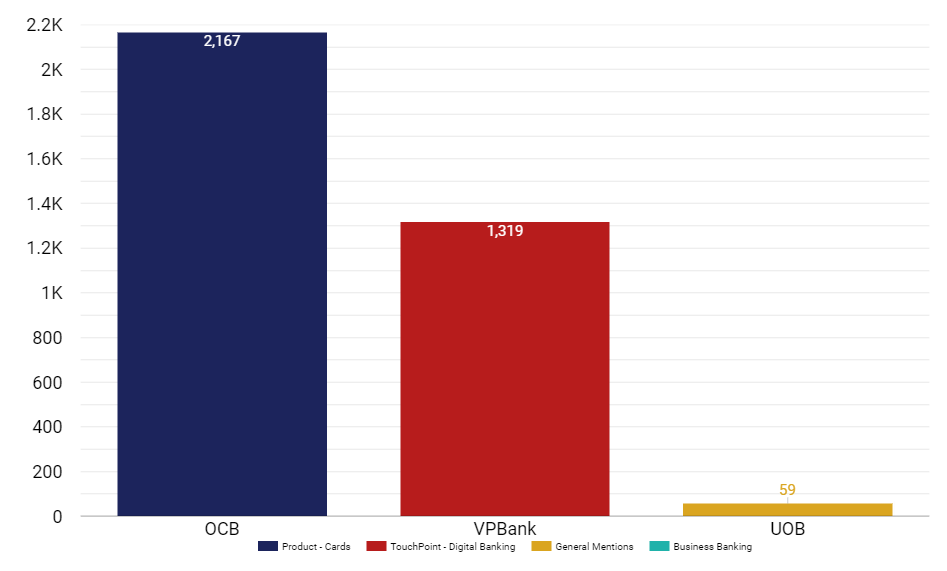 2.2K
2K
1.8K
1.6K
1.4K
1.2K
1K
800
600
400
200
0
2,167
1,319
59
OCB VPBank UOB
Product - Cards TouchPoint - Digital Banking General Mentions Business Banking